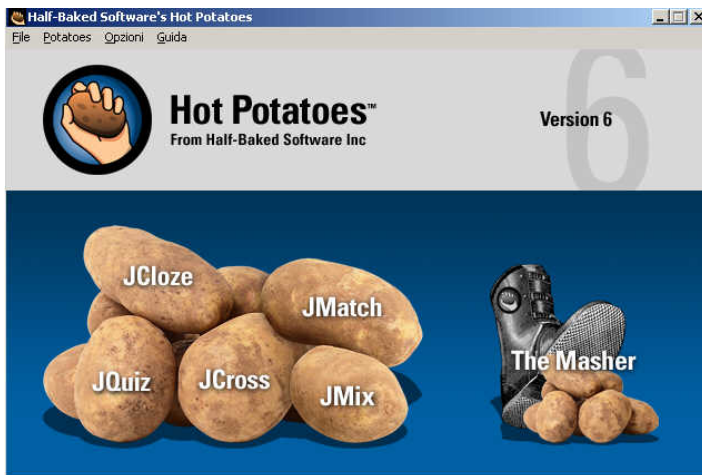 Half-Baked Software's Hot Potatoes
File Potatoes Opzioni Guida
Hot Potatoes™
From Half-Baked Software Inc
Version 6
6
JCloze
JMatch
JQuiz
JCross
JMix
The Masher